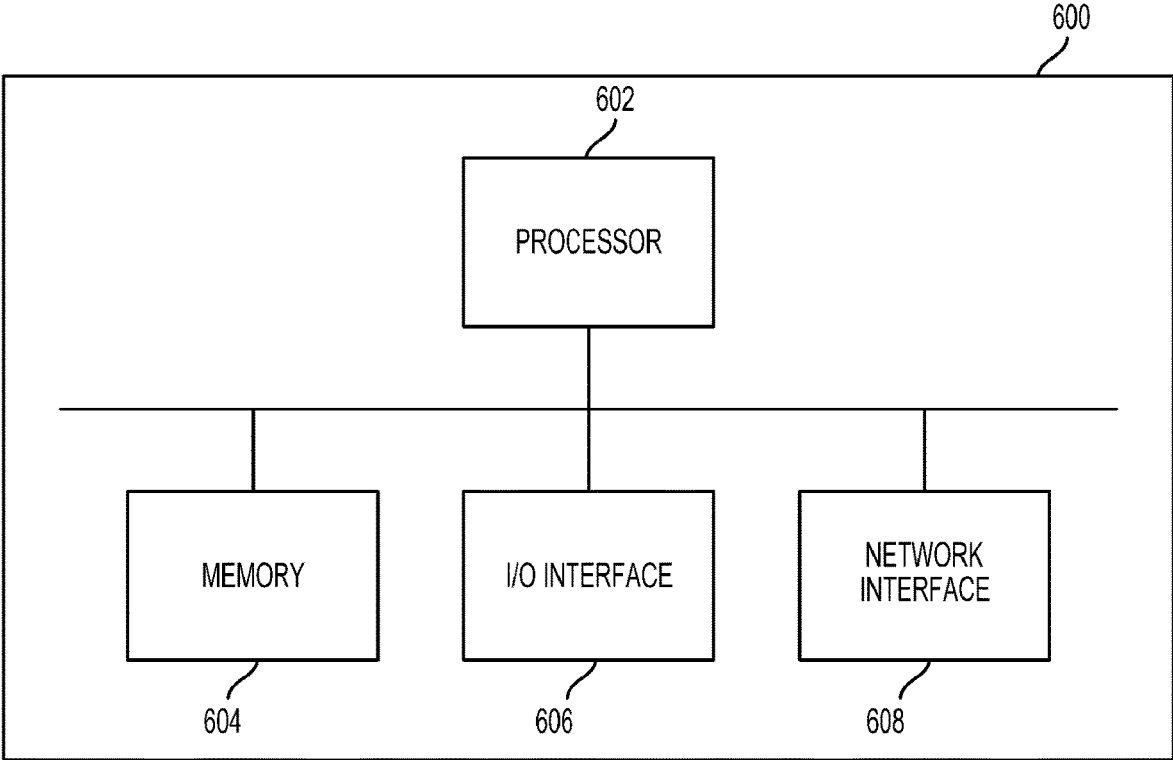 600
602
PROCESSOR
MEMORY
I/O INTERFACE
NETWORK
INTERFACE
604
606
608